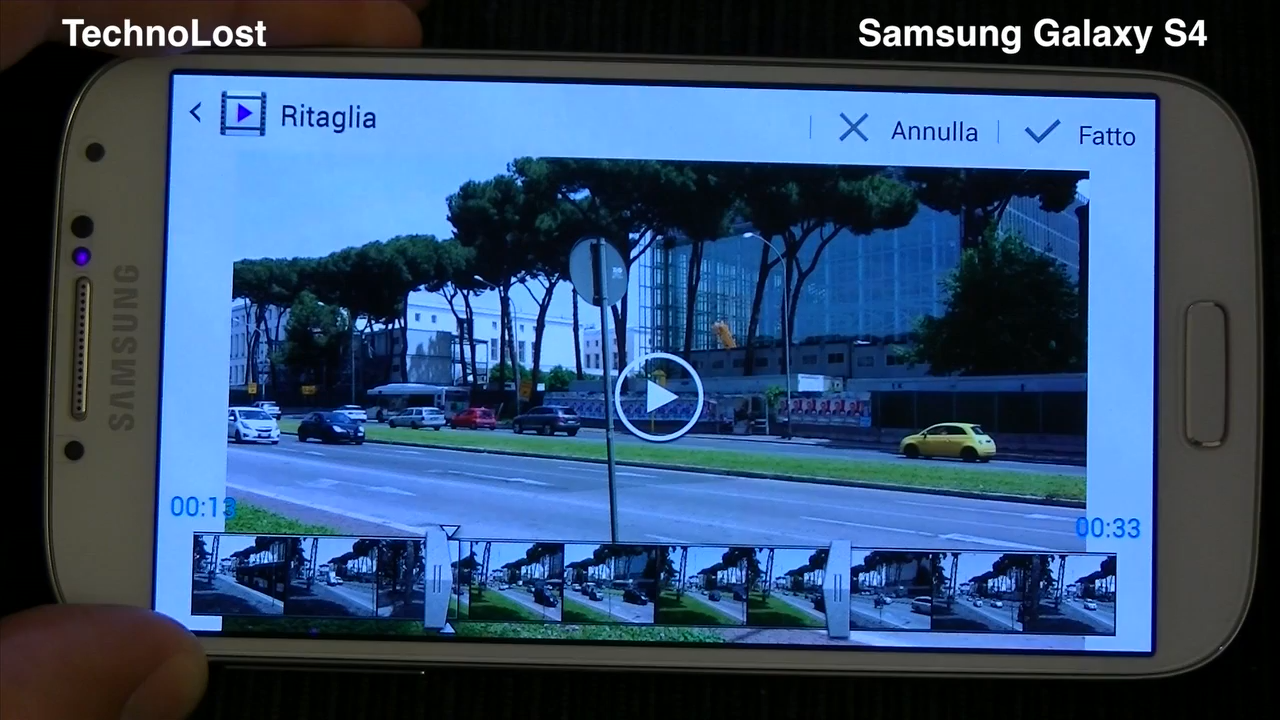 TechnoLost
Samsung Galaxy S4
Ritaglia
Annulla
Fatto
SAMSUNG
00:13
00:33